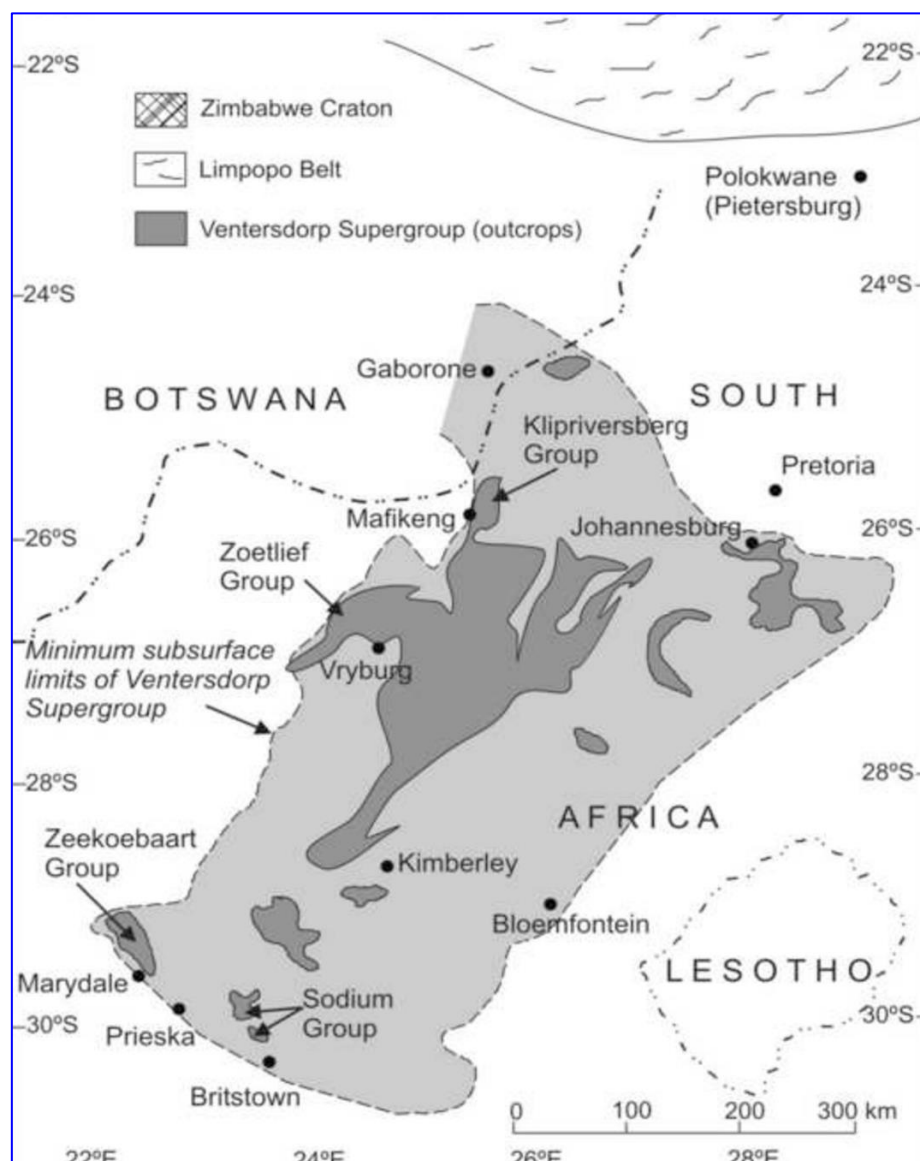 22ºS
22ºS
Zimbabwe Craton
Limpopo Belt
Ventersdorp Supergroup (outcrops)
Polokwane
(Pietersburg)
24ºS
24ºS
Gaborone
BOTSWANA
SOUTH
Klipriversberg
Group
Pretoria
Mafikeng
Johannesburg
26ºS
26ºS
Zoetlief
Group
Minimum subsurface
limits of Ventersdorp
Supergroup
Vryburg
28ºS
28ºS
AFRICA
Zeekoebaart
Group
Kimberley
Bloemfontein
LESOTHO
Marydale
Sodium
Group
Prieska
30ºS
30ºS
Britstown
0 100 200 300 km
22ºE 24ºE 26ºE 28ºE